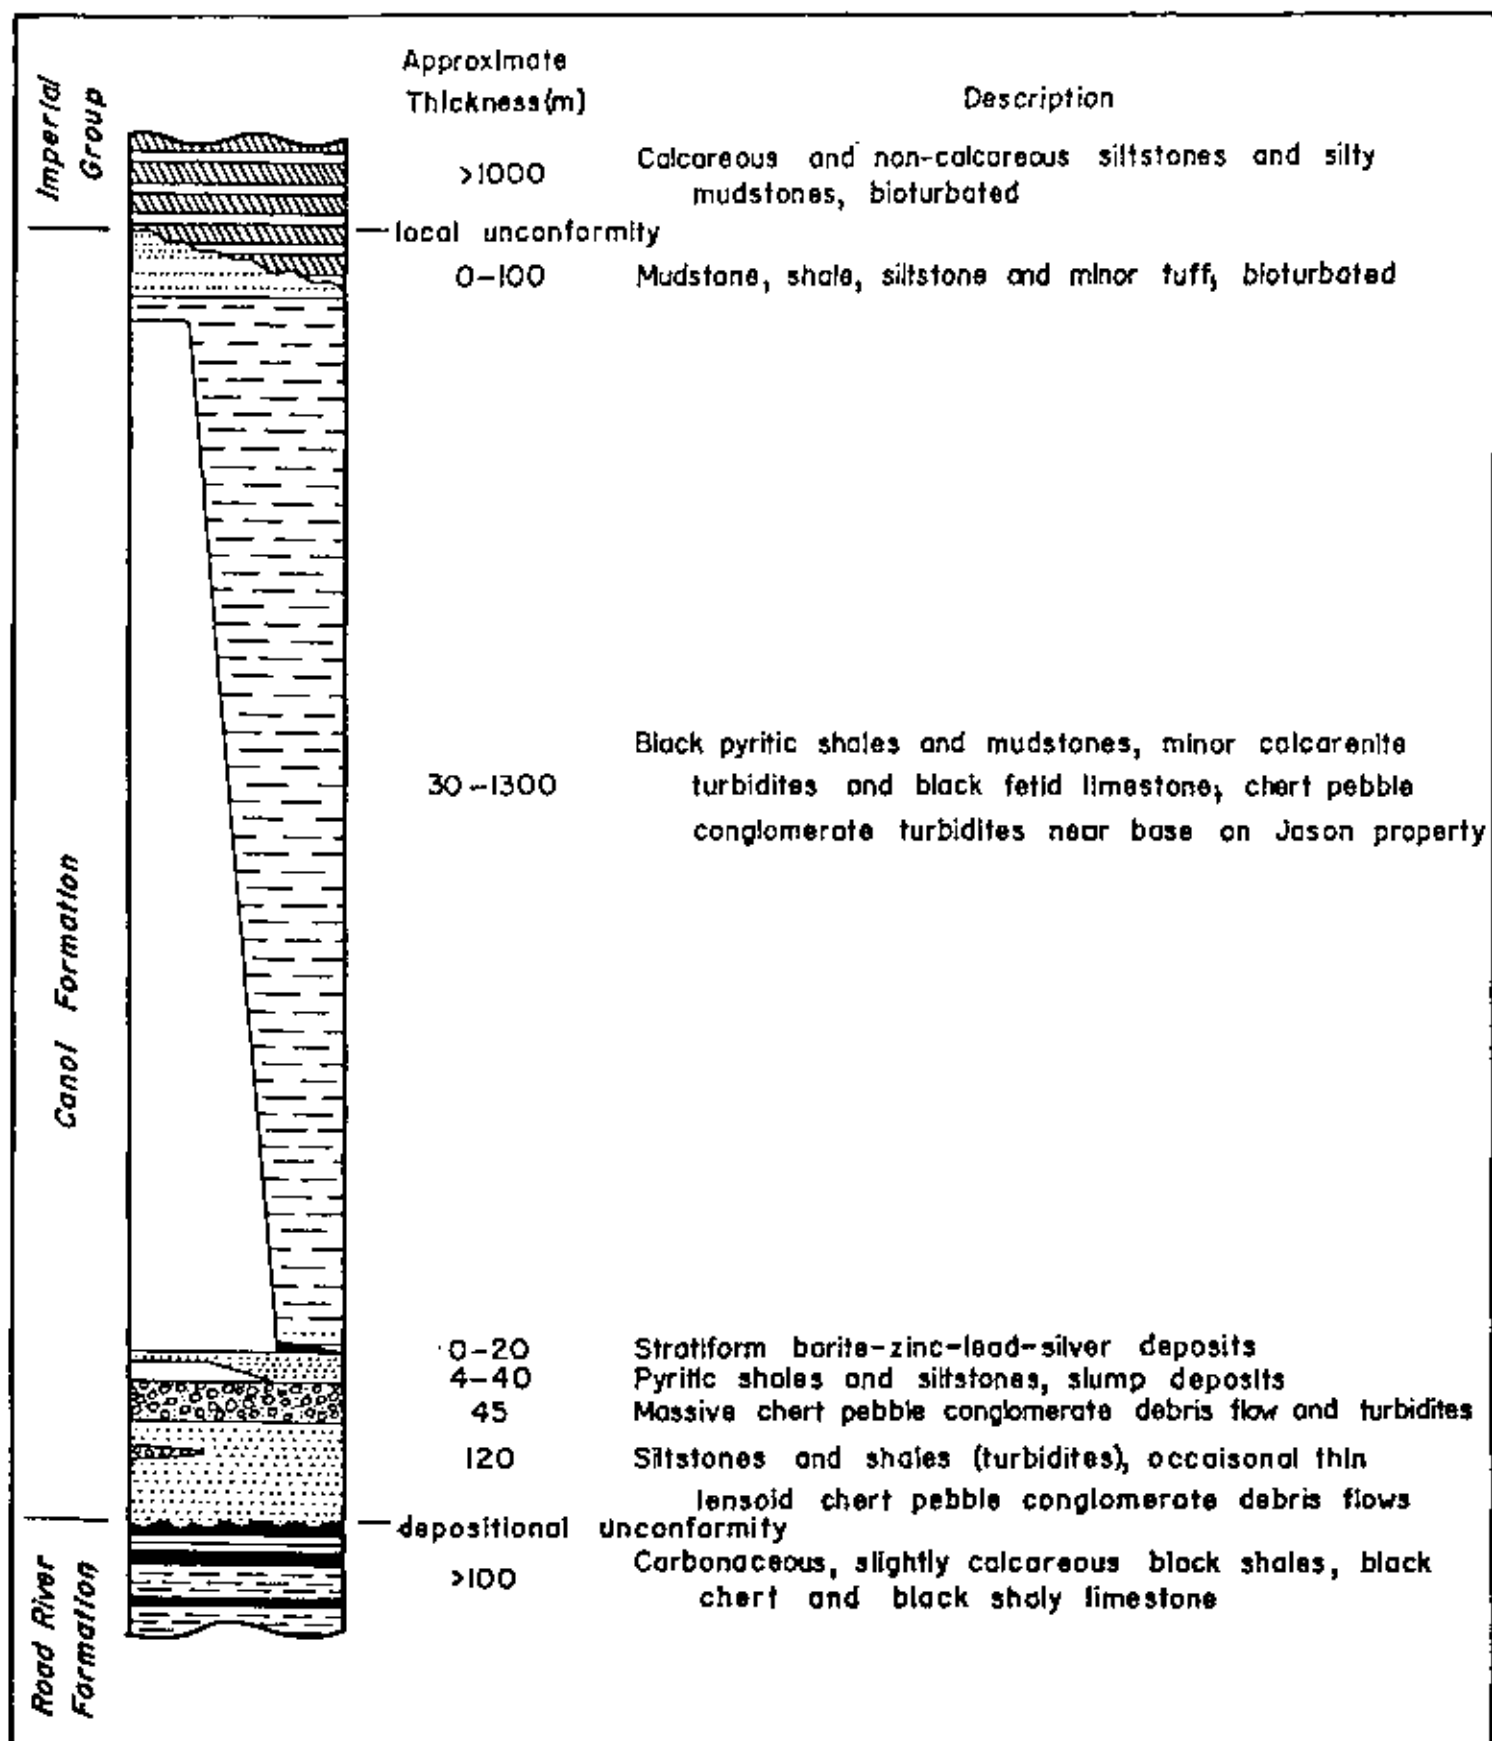 Approximate
Thickness(m)
Description
Imperial
Group
>1000
Calcareous and non-calcareous siltstones and silty
mudstones, bioturbated
local unconformity
0-100
Mudstone, shale, siltstone and minor tuff, bioturbated
Canol Formation
30-1300
Black pyritic shales and mudstones, minor calcarenite
turbidites and black fetid limestone, chert pebble
conglomerate turbidites near base on Jason property
0-20
Stratiform barite-zinc-lead-silver deposits
4-40
Pyritic shales and siltstones, slump deposits
45
Massive chert pebble conglomerate debris flow and turbidites
120
Siltstones and shales (turbidites), occaisonal thin
lensoid chert pebble conglomerate debris flows
depositional unconformity
Road River
Formation
>100
Carbonaceous, slightly calcareous black shales, black
chert and black shaly limestone